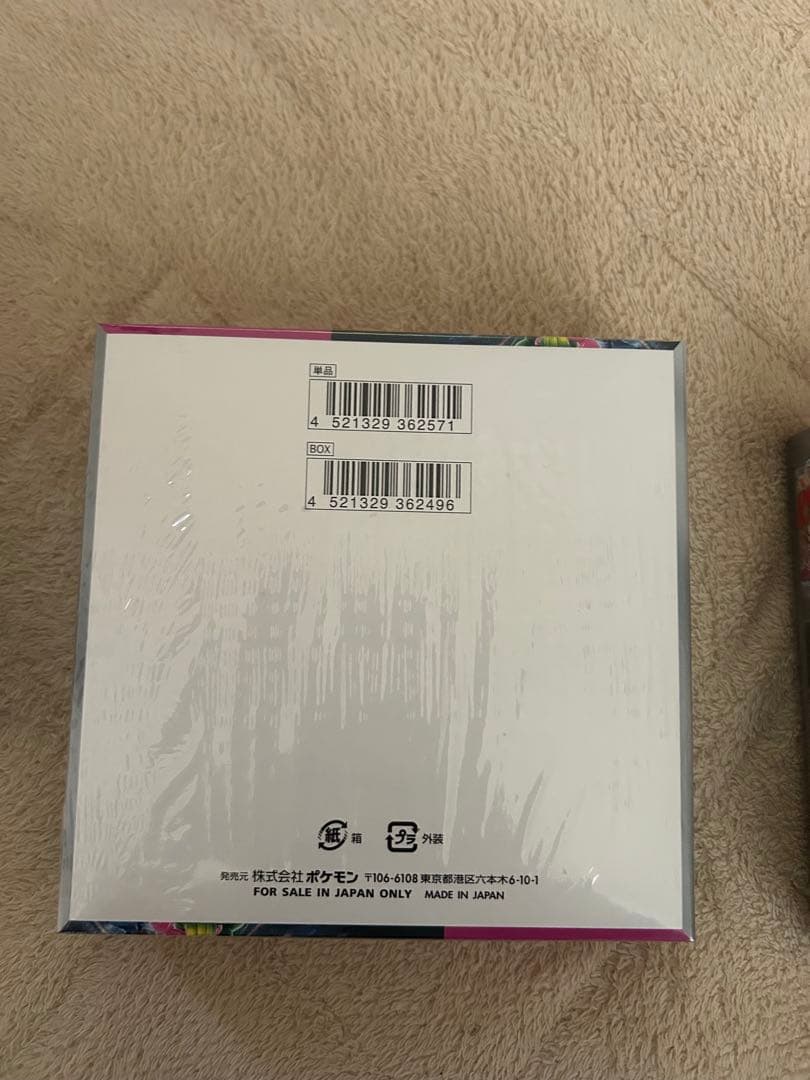 単品
4 521329 362571
BOX
4 521329 362496
紙 箱 プラ 外装
発売元 株式会社 ポケモン 〒106-6108 東京都港区六本木6-10-1
FOR SALE IN JAPAN ONLY MADE IN JAPAN